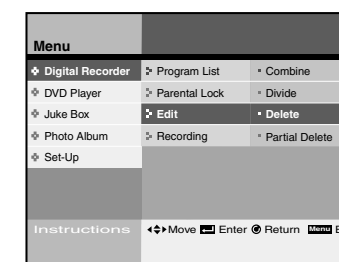 Menu
Digital Recorder Program List Combine
DVD Player Parental Lock Divide
Juke Box Edit Delete
Photo Album Recording Partial Delete
Set-Up
Instructions Move Enter Return Menu E